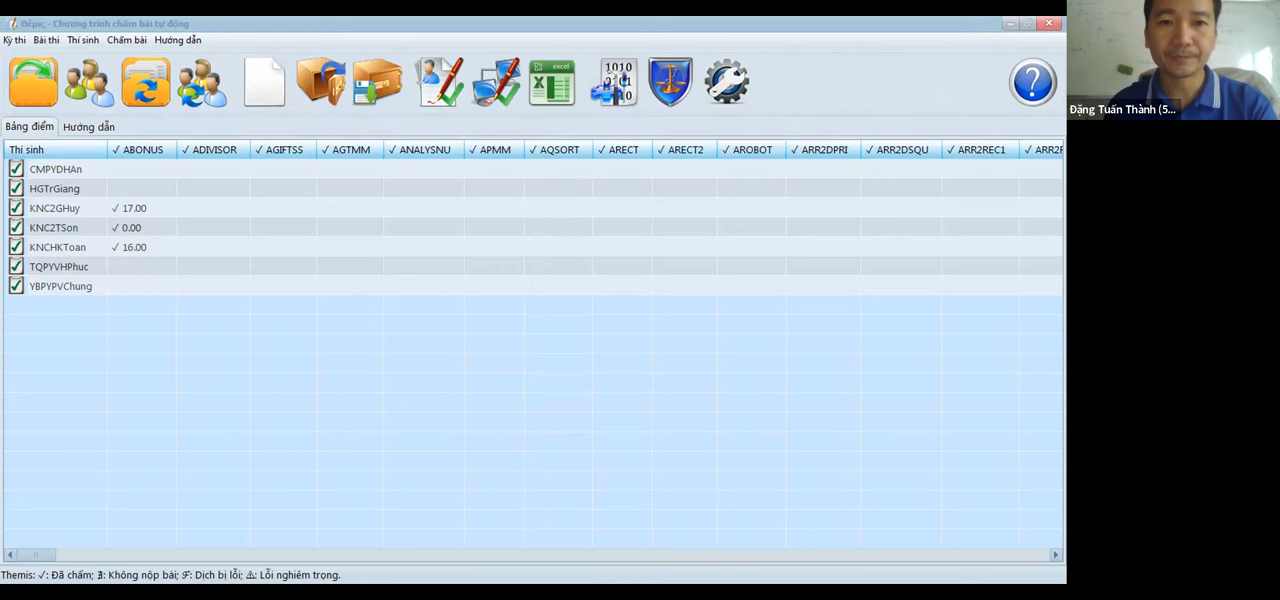 Θέμις - Chương trình chấm bài tự động
Kỳ thi Bài thi Thí sinh Chấm bài Hướng dẫn
excel
1010
0101
10
Bảng điểm Hướng dẫn
Thí sinh ✓ ABONUS ✓ ADIVISOR ✓ AGIFTSS ✓ AGTMM ✓ ANALYSNU ✓ APMM ✓ AQSORT ✓ ARECT ✓ ARECT2 ✓ AROBOT ✓ ARR2DPRI ✓ ARR2DSQU ✓ ARR2REC1 ✓
CMPYDHAn
HGTrGiang
KNC2GHuy ✓ 17.00
KNC2TSon ✓ 0.00
KNCHKToan ✓ 16.00
TQPYVHPhuc
YBPYPVChung
Themis: ✓: Đã chấm; ∃: Không nộp bài; ℱ: Dịch bị lỗi; ⚠: Lỗi nghiêm trọng.
Đặng Tuấn Thành (5...